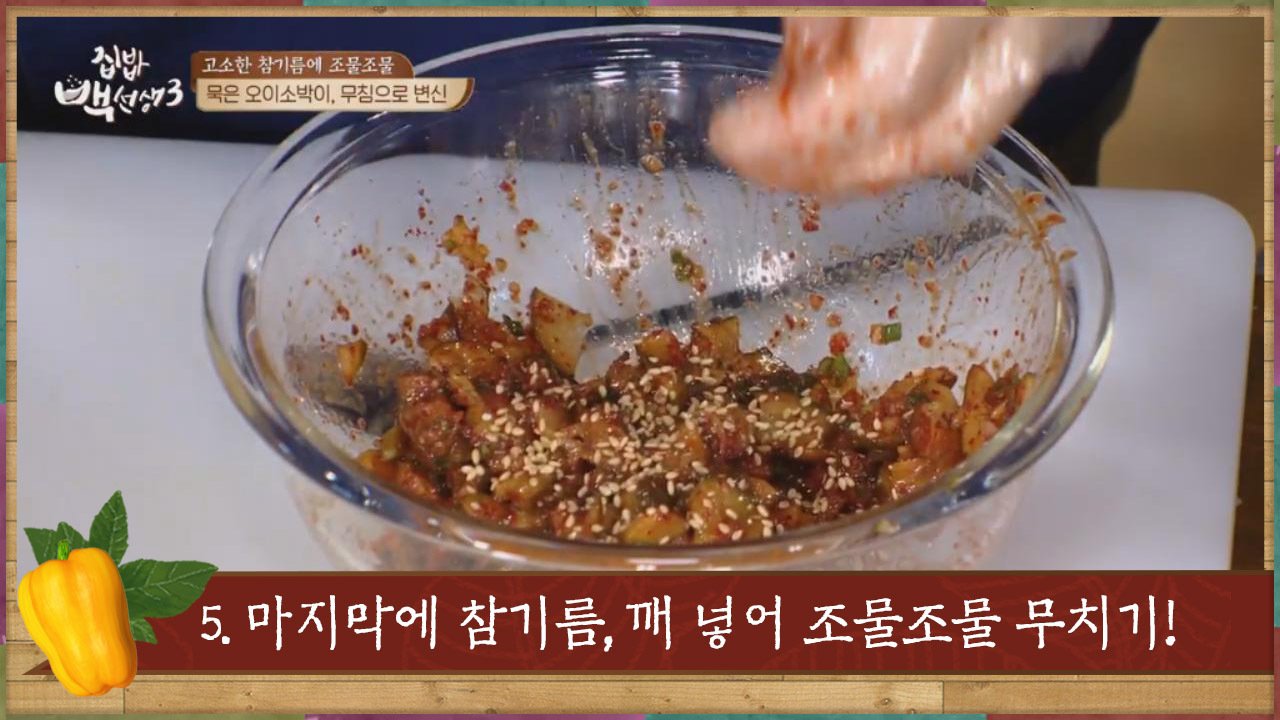 집밥
백선생3
고소한 참기름에 조물조물
묵은 오이소박이, 무침으로 변신
5. 마지막에 참기름, 깨 넣어 조물조물 무치기!